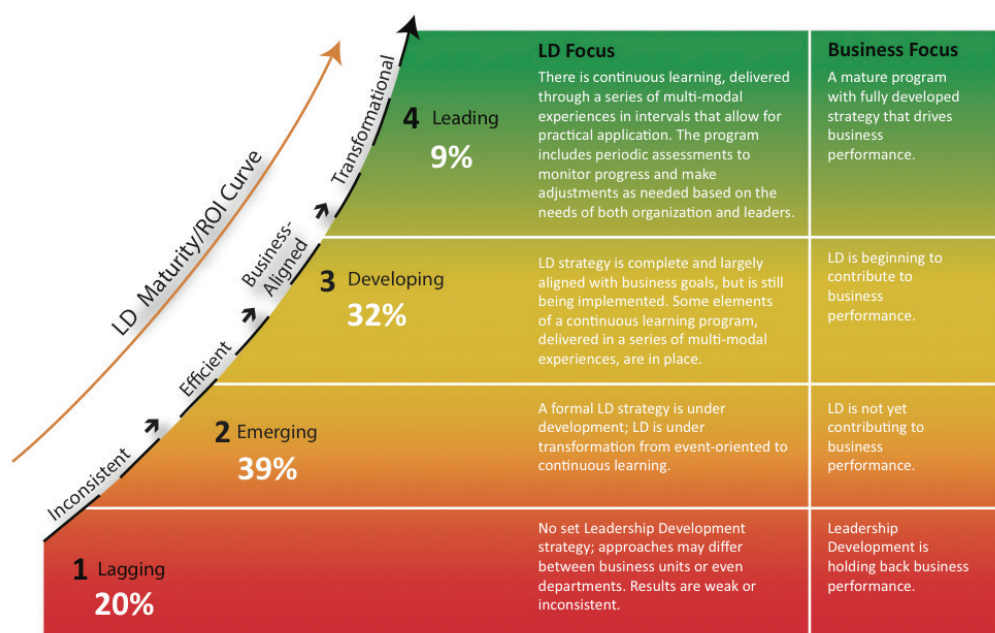 LD Maturity/ROI Curve
Inconsistent
Efficient
Business-
Aligned
Transformational
LD Focus
Business Focus
4 Leading
9%
There is continuous learning, delivered
through a series of multi-modal
experiences in intervals that allow for
practical application. The program
includes periodic assessments to
monitor progress and make
adjustments as needed based on the
needs of both organization and leaders.
A mature program
with fully developed
strategy that drives
business
performance.
3 Developing
32%
LD strategy is complete and largely
aligned with business goals, but is still
being implemented. Some elements
of a continuous learning program,
delivered in a series of multi-modal
experiences, are in place.
LD is beginning to
contribute to
business
performance.
2 Emerging
39%
A formal LD strategy is under
development; LD is under
transformation from event-oriented to
continuous learning.
LD is not yet
contributing to
business
performance.
1 Lagging
20%
No set Leadership Development
strategy; approaches may differ
between business units or even
departments. Results are weak or
inconsistent.
Leadership
Development is
holding back business
performance.